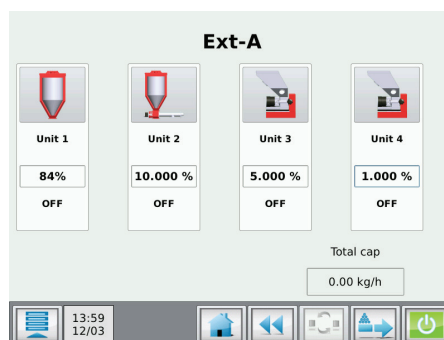 Ext-A
Unit 1
Unit 2
Unit 3
Unit 4
84%
10.000 %
5.000 %
1.000 %
OFF
OFF
OFF
OFF
Total cap
0.00 kg/h
13:59
12/03